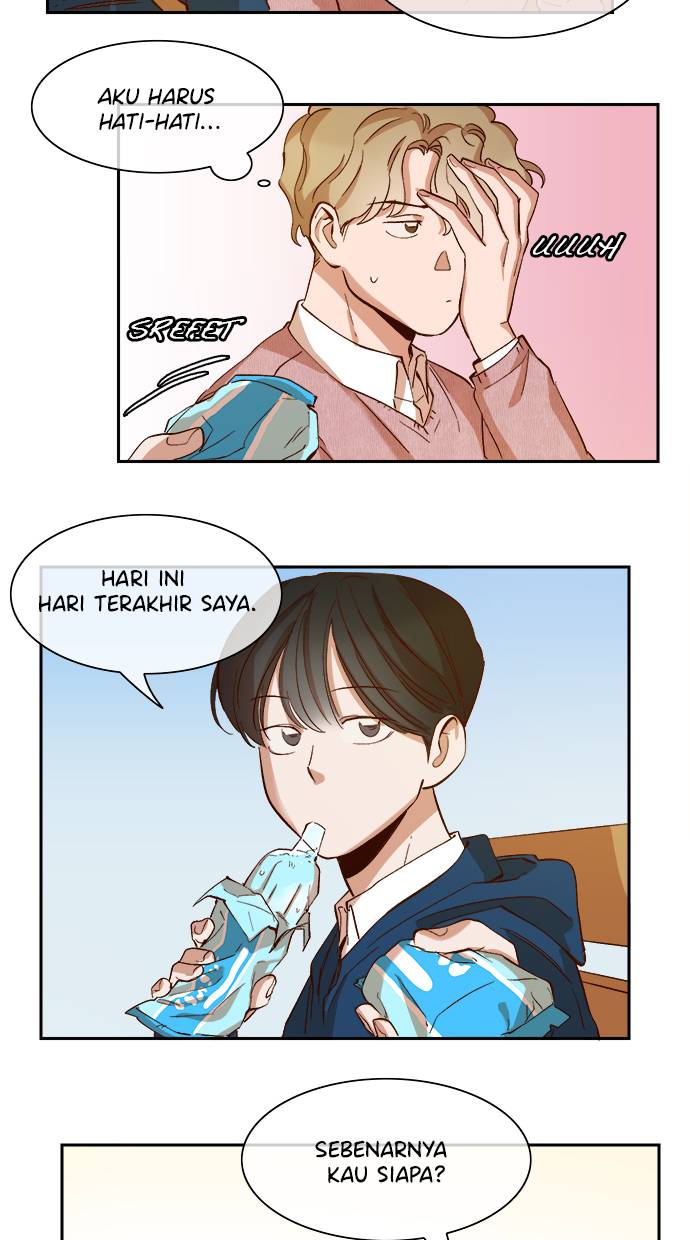 AKU HARUS
HATI-HATI...
UUUH
SREEET
HARI INI
HARI TERAKHIR SAYA.
SEBENARNYA
KAU SIAPA?